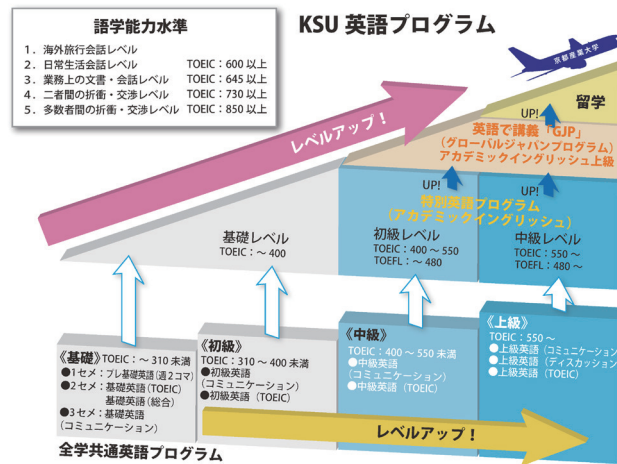 語学能力水準
1．海外旅行会話レベル
2．日常生活会話レベル TOEIC：600 以上
3．業務上の文書・会話レベル TOEIC：645 以上
4．二者間の折衝・交渉レベル TOEIC：730 以上
5．多数者間の折衝・交渉レベル TOEIC：850 以上
KSU 英語プログラム
京都産業大学
レベルアップ！
留学
UP!
英語で講義「GJP」
（グローバルジャパンプログラム）
アカデミックイングリッシュ上級
UP!
UP!
特別英語プログラム
（アカデミックイングリッシュ）
基礎レベル
TOEIC：～ 400
初級レベル
TOEIC：400 ～ 550
TOEFL：～ 480
中級レベル
TOEIC：550 ～
TOEFL：480 ～
《基礎》TOEIC：～ 310 未満
●1セメ：プレ基礎英語（週２コマ）
●2セメ：基礎英語（TOEIC）
基礎英語（総合）
●3セメ：基礎英語
（コミュニケーション）
《初級》
TOEIC：310 ～ 400 未満
●初級英語
（コミュニケーション）
●初級英語（TOEIC）
《中級》
TOEIC：400 ～ 550 未満
●中級英語
（コミュニケーション）
●中級英語（TOEIC）
《上級》
TOEIC：550 ～
●上級英語（コミュニケーション）
●上級英語（ディスカッション）
●上級英語（TOEIC）
レベルアップ！
全学共通英語プログラム